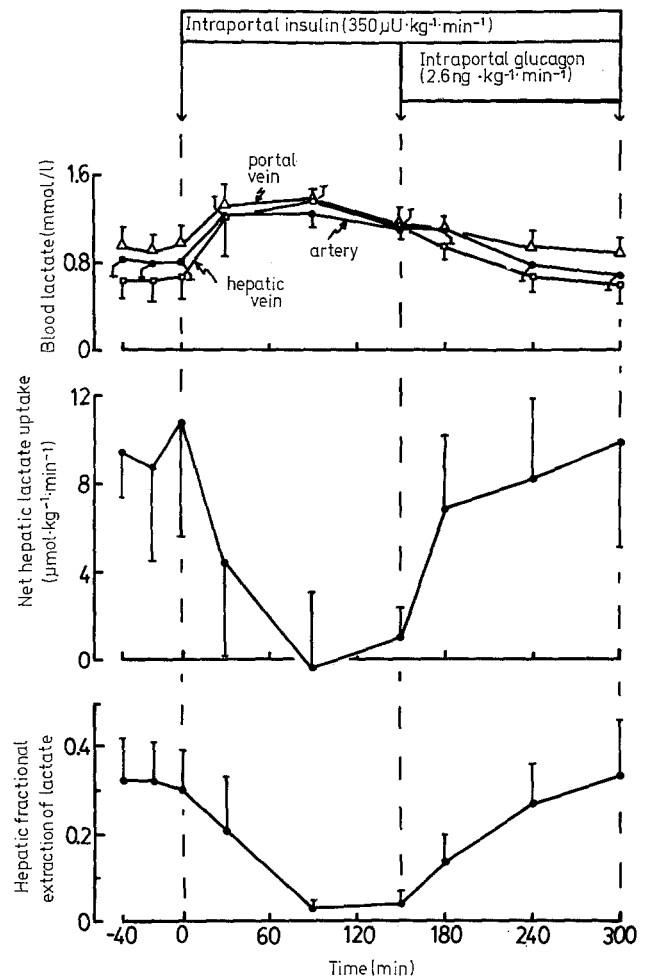 Intraportal insulin (350 µU·kg⁻¹·min⁻¹)
Intraportal glucagon
(2.6ng ·kg⁻¹·min⁻¹)
Blood lactate (mmol/l)
1.6
0.8
0
portal
vein
artery
hepatic
vein
Net hepatic lactate uptake
(µmol·kg⁻¹·min⁻¹)
12
8
4
0
Hepatic fractional
extraction of lactate
0.4
0.2
0
-40 0 60 120 180 240 300
Time (min)